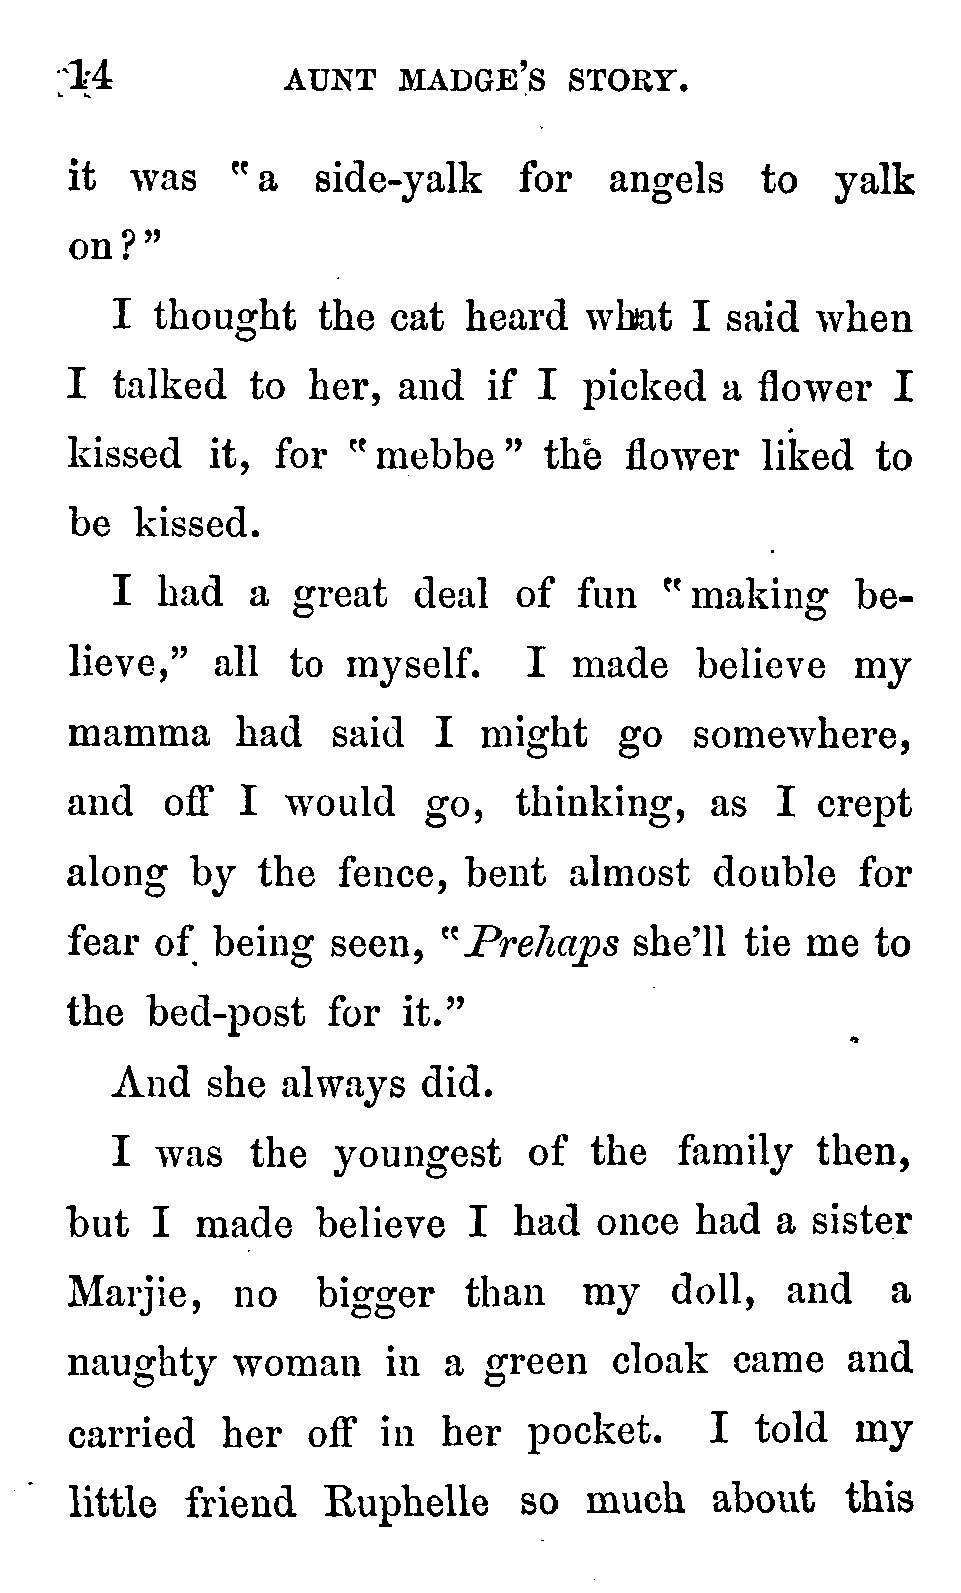 14 AUNT MADGE'S STORY.
it was "a side-yalk for angels to yalk
on?"
I thought the cat heard what I said when
I talked to her, and if I picked a flower I
kissed it, for "mebbe" the flower liked to
be kissed.
I had a great deal of fun "making be-
lieve," all to myself. I made believe my
mamma had said I might go somewhere,
and off I would go, thinking, as I crept
along by the fence, bent almost double for
fear of being seen, "Prehaps she'll tie me to
the bed-post for it."
And she always did.
I was the youngest of the family then,
but I made believe I had once had a sister
Marjie, no bigger than my doll, and a
naughty woman in a green cloak came and
carried her off in her pocket. I told my
little friend Ruphelle so much about this